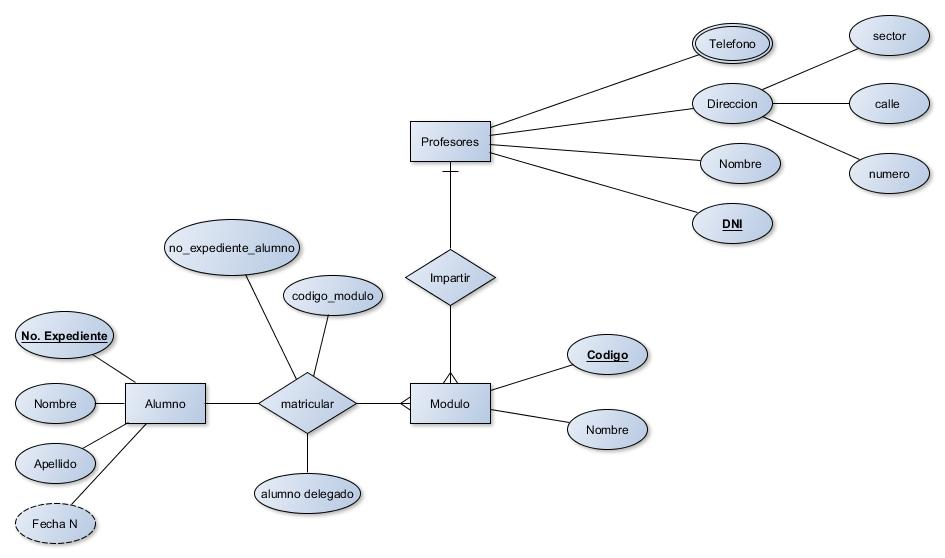 Telefono
sector
Direccion
calle
Profesores
Nombre
numero
DNI
no_expediente_alumno
Impartir
codigo_modulo
No. Expediente
Codigo
Nombre
Alumno
matricular
Modulo
Nombre
Apellido
alumno delegado
Fecha N